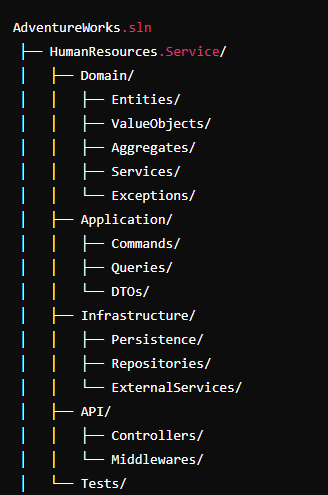 AdventureWorks.sln
├── HumanResources.Service/
│   ├── Domain/
│   │   ├── Entities/
│   │   ├── ValueObjects/
│   │   ├── Aggregates/
│   │   ├── Services/
│   │   └── Exceptions/
│   ├── Application/
│   │   ├── Commands/
│   │   ├── Queries/
│   │   └── DTOs/
│   ├── Infrastructure/
│   │   ├── Persistence/
│   │   ├── Repositories/
│   │   └── ExternalServices/
│   ├── API/
│   │   ├── Controllers/
│   │   └── Middlewares/
│   └── Tests/